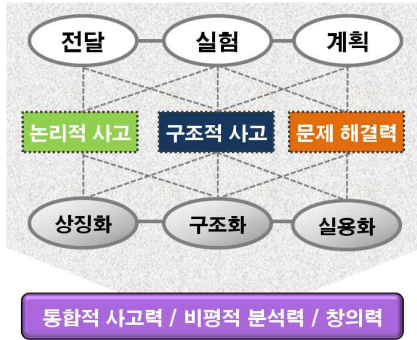 전달 실험 계획
논리적 사고 구조적 사고 문제 해결력
상징화 구조화 실용화
통합적 사고력 / 비평적 분석력 / 창의력